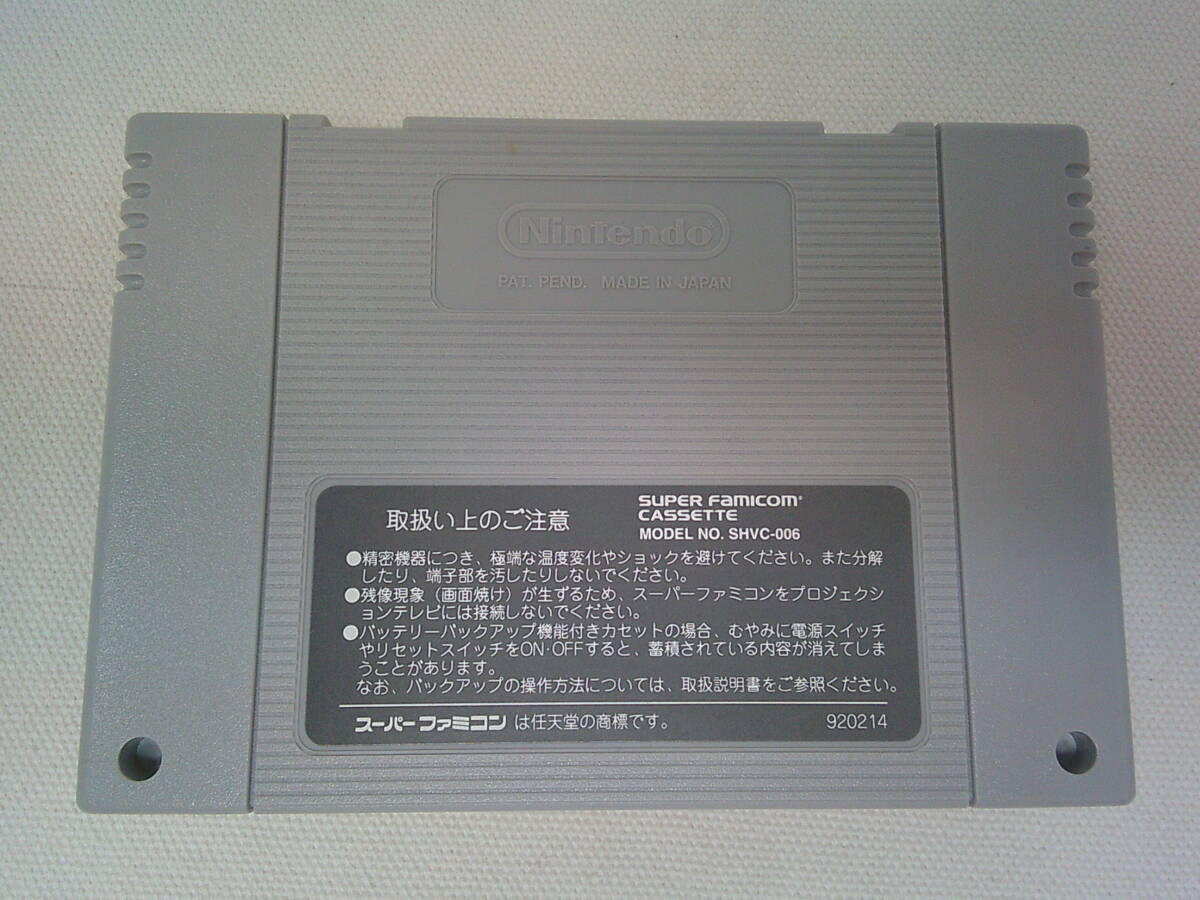 Nintendo
PAT. PEND. MADE IN JAPAN
取扱い上のご注意
SUPER FAMICOM
CASSETTE
MODEL NO. SHVC-006
●精密機器につき、極端な温度変化やショックを避けてください。また分解
したり、端子部を汚したりしないでください。
●残像現象（画面焼け）が生ずるため、スーパーファミコンをプロジェクシ
ョンテレビには接続しないでください。
●バッテリーバックアップ機能付きカセットの場合、むやみに電源スイッチ
やリセットスイッチをON・OFFすると、蓄積されている内容が消えてしま
うことがあります。
なお、バックアップの操作方法については、取扱説明書をご参照ください。
スーパーファミコン は任天堂の商標です。
920214